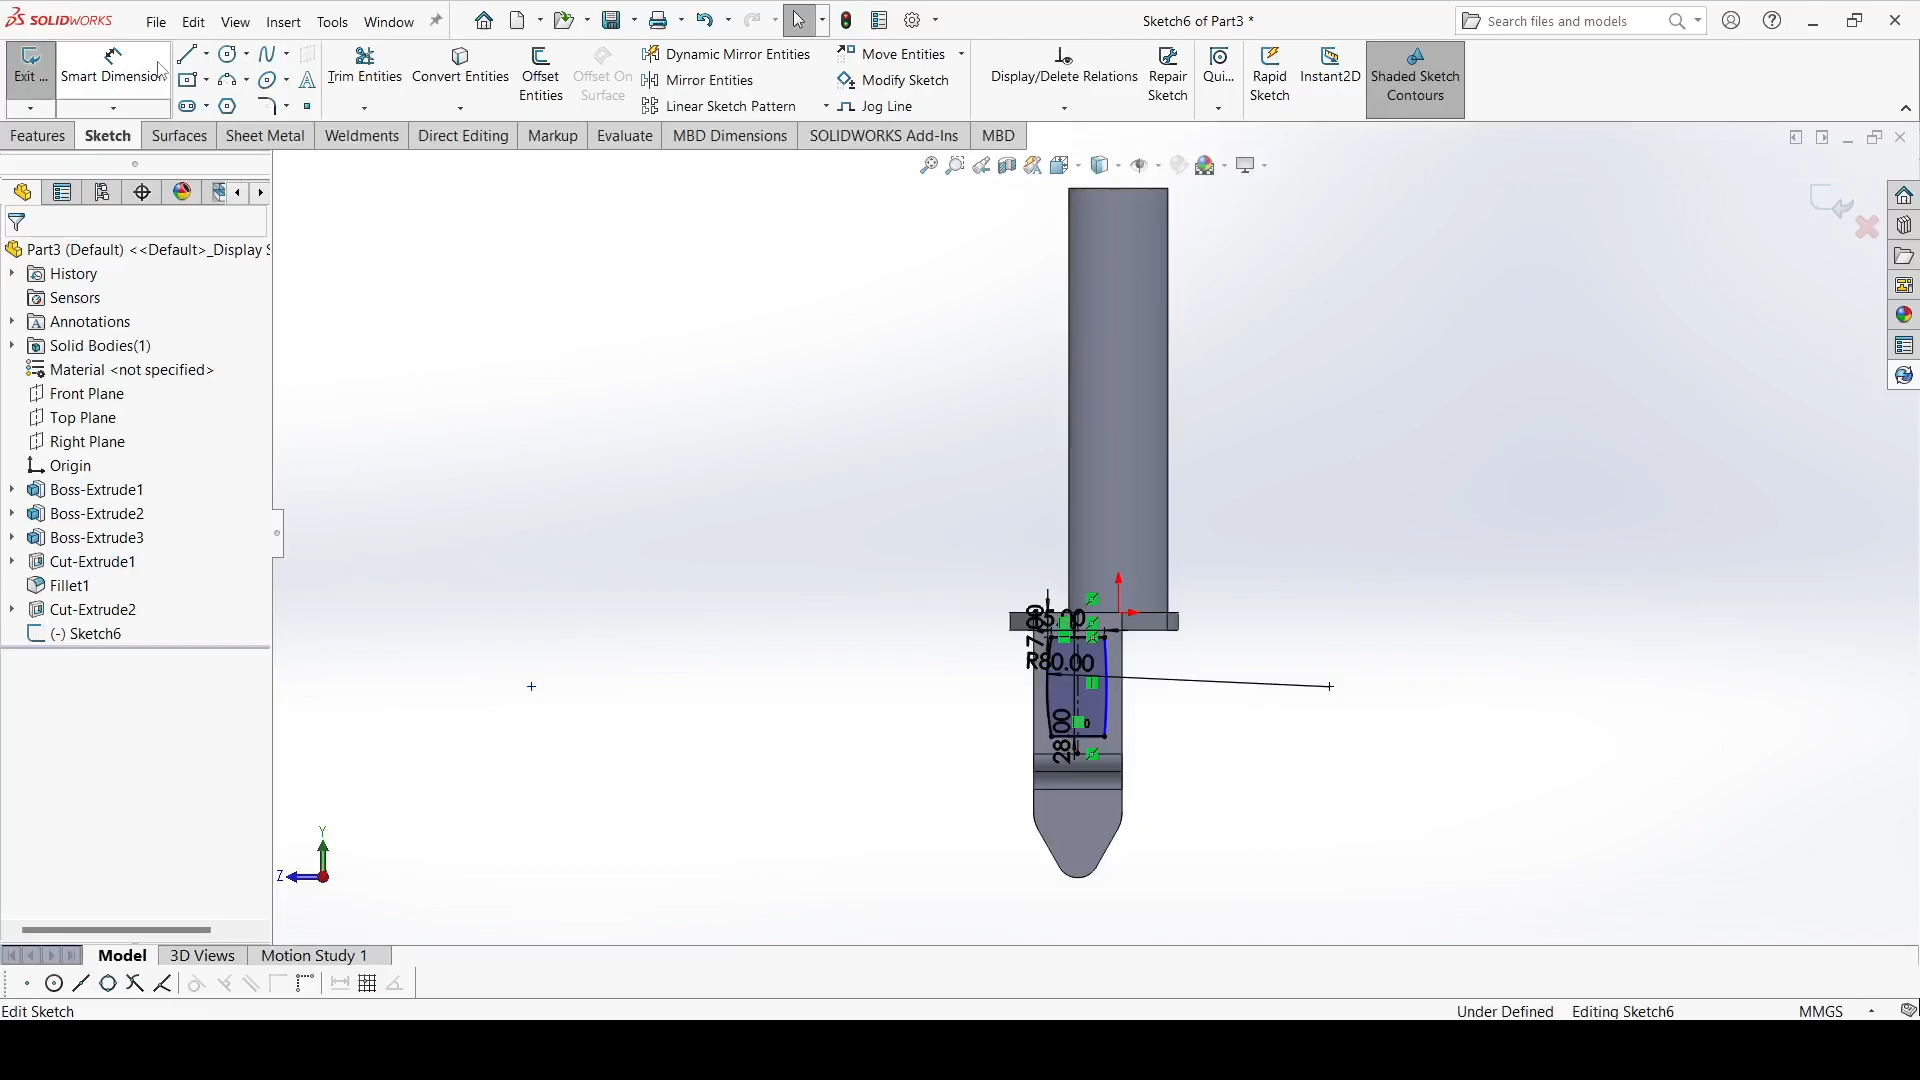 SOLIDWORKS
File Edit View Insert Tools Window
Sketch6 of Part3 *
Search files and models
Exit ...
Smart Dimension
Trim Entities
Convert Entities
Offset Entities
Offset On Surface
Dynamic Mirror Entities
Mirror Entities
Linear Sketch Pattern
Move Entities
Modify Sketch
Jog Line
Display/Delete Relations
Repair Sketch
Qui...
Rapid Sketch
Instant2D
Shaded Sketch Contours
Features Sketch Surfaces Sheet Metal Weldments Direct Editing Markup Evaluate MBD Dimensions SOLIDWORKS Add-Ins MBD
Part3 (Default) <<Default>_Display S
History
Sensors
Annotations
Solid Bodies(1)
Material <not specified>
Front Plane
Top Plane
Right Plane
Origin
Boss-Extrude1
Boss-Extrude2
Boss-Extrude3
Cut-Extrude1
Fillet1
Cut-Extrude2
(-) Sketch6
R80.00
28.00
Y
Z
Model 3D Views Motion Study 1
Edit Sketch
Under Defined Editing Sketch6 MMGS